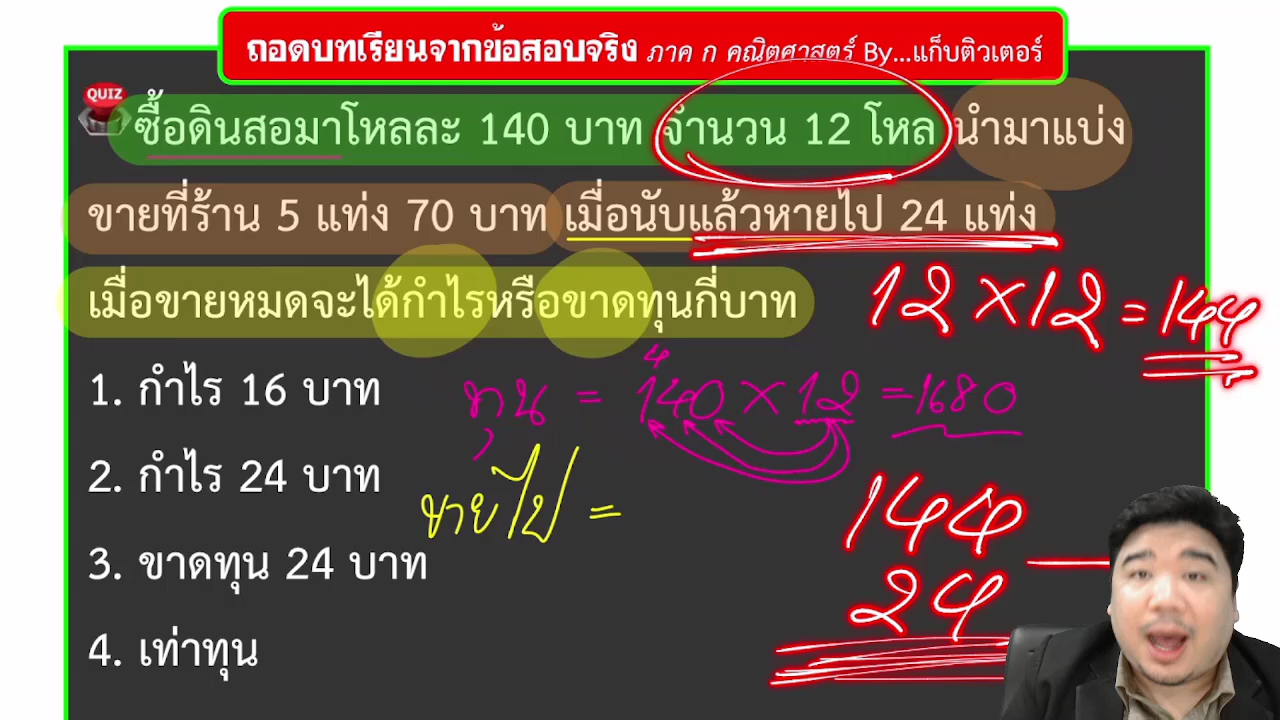 ถอดบทเรียนจากข้อสอบจริง ภาค ก คณิตศาสตร์ By...แก็บติวเตอร์
QUIZ
ซื้อดินสอมาโหลละ 140 บาท จำนวน 12 โหล นำมาแบ่ง
ขายที่ร้าน 5 แท่ง 70 บาท เมื่อนับแล้วหายไป 24 แท่ง
เมื่อขายหมดจะได้กำไรหรือขาดทุนกี่บาท
12 × 12 = 144
1. กำไร 16 บาท
4
ทุน = 140 × 12 = 1680
2. กำไร 24 บาท
ขายไป =
144 –
24
3. ขาดทุน 24 บาท
4. เท่าทุน